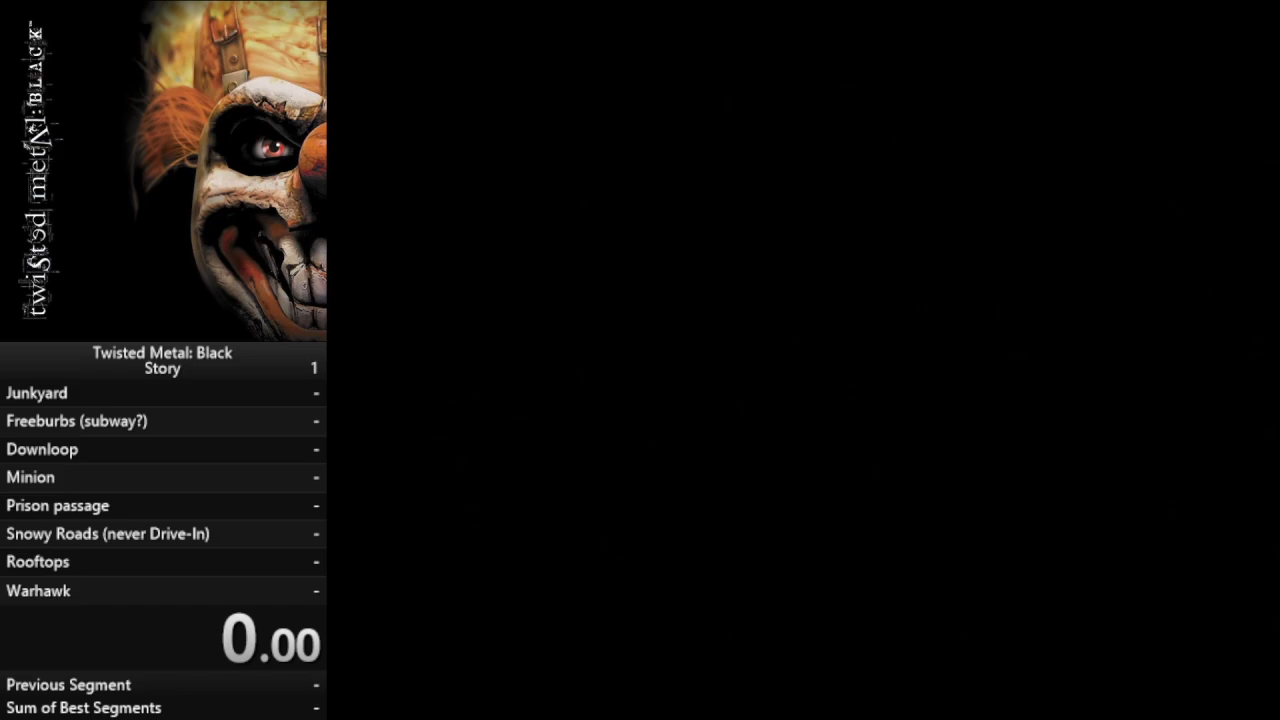 twisted metal: BLACK™
Twisted Metal: Black
Story 1
Junkyard -
Freeburbs (subway?) -
Downloop -
Minion -
Prison passage -
Snowy Roads (never Drive-In) -
Rooftops -
Warhawk -
0.00
Previous Segment -
Sum of Best Segments -